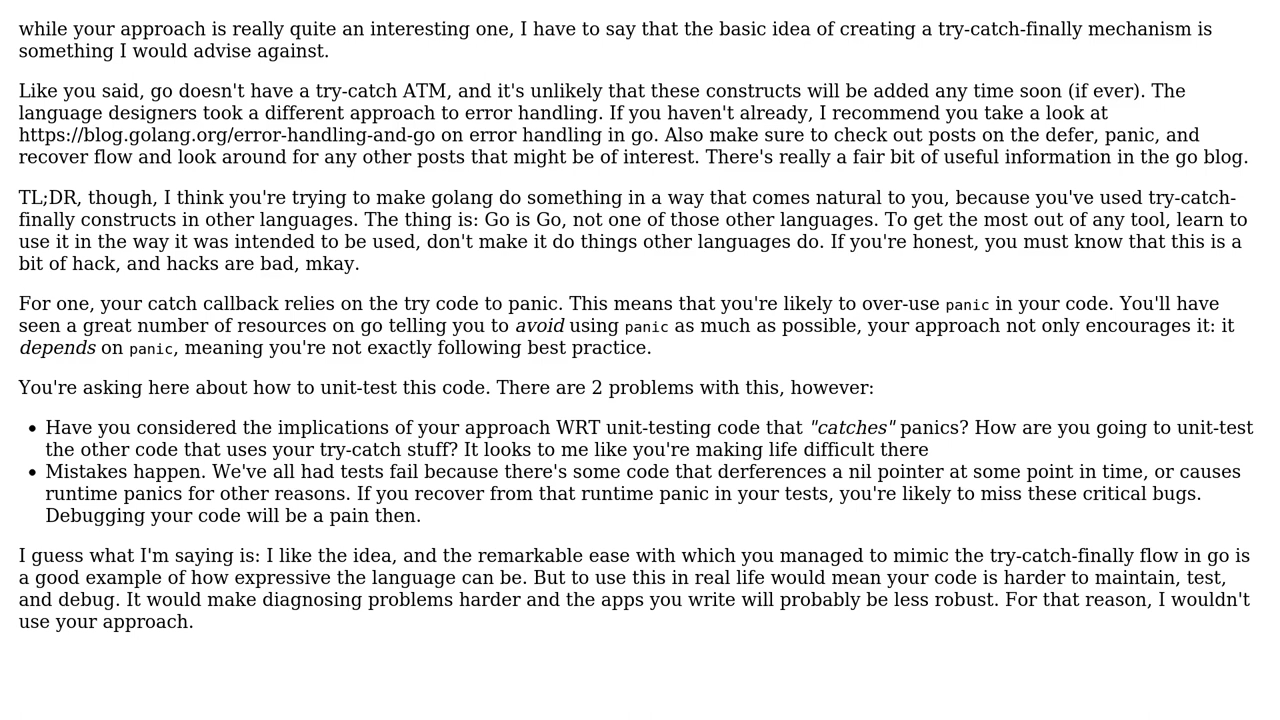 while your approach is really quite an interesting one, I have to say that the basic idea of creating a try-catch-finally mechanism is
something I would advise against.
Like you said, go doesn't have a try-catch ATM, and it's unlikely that these constructs will be added any time soon (if ever). The
language designers took a different approach to error handling. If you haven't already, I recommend you take a look at
https://blog.golang.org/error-handling-and-go on error handling in go. Also make sure to check out posts on the defer, panic, and
recover flow and look around for any other posts that might be of interest. There's really a fair bit of useful information in the go blog.
TL;DR, though, I think you're trying to make golang do something in a way that comes natural to you, because you've used try-catch-
finally constructs in other languages. The thing is: Go is Go, not one of those other languages. To get the most out of any tool, learn to
use it in the way it was intended to be used, don't make it do things other languages do. If you're honest, you must know that this is a
bit of hack, and hacks are bad, mkay.
For one, your catch callback relies on the try code to panic. This means that you're likely to over-use panic in your code. You'll have
seen a great number of resources on go telling you to avoid using panic as much as possible, your approach not only encourages it: it
depends on panic, meaning you're not exactly following best practice.
You're asking here about how to unit-test this code. There are 2 problems with this, however:
• Have you considered the implications of your approach WRT unit-testing code that "catches" panics? How are you going to unit-test
the other code that uses your try-catch stuff? It looks to me like you're making life difficult there
• Mistakes happen. We've all had tests fail because there's some code that derferences a nil pointer at some point in time, or causes
runtime panics for other reasons. If you recover from that runtime panic in your tests, you're likely to miss these critical bugs.
Debugging your code will be a pain then.
I guess what I'm saying is: I like the idea, and the remarkable ease with which you managed to mimic the try-catch-finally flow in go is
a good example of how expressive the language can be. But to use this in real life would mean your code is harder to maintain, test,
and debug. It would make diagnosing problems harder and the apps you write will probably be less robust. For that reason, I wouldn't
use your approach.